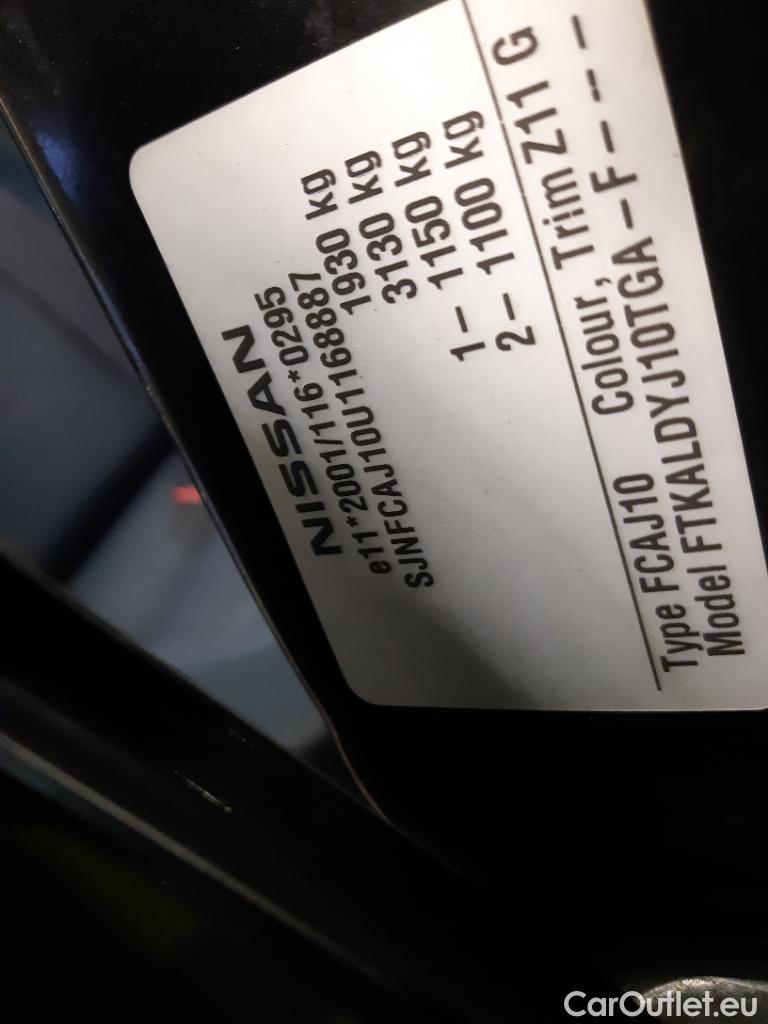 NISSAN
e11*2001/116*0295
SJNFCAJ10U1168887
1930 kg
3130 kg
1– 1150 kg
2– 1100 kg
Type FCAJ10 Colour, Trim Z11 G
Model FTKALDYJ10TGA – F – – –
CarOutlet.eu